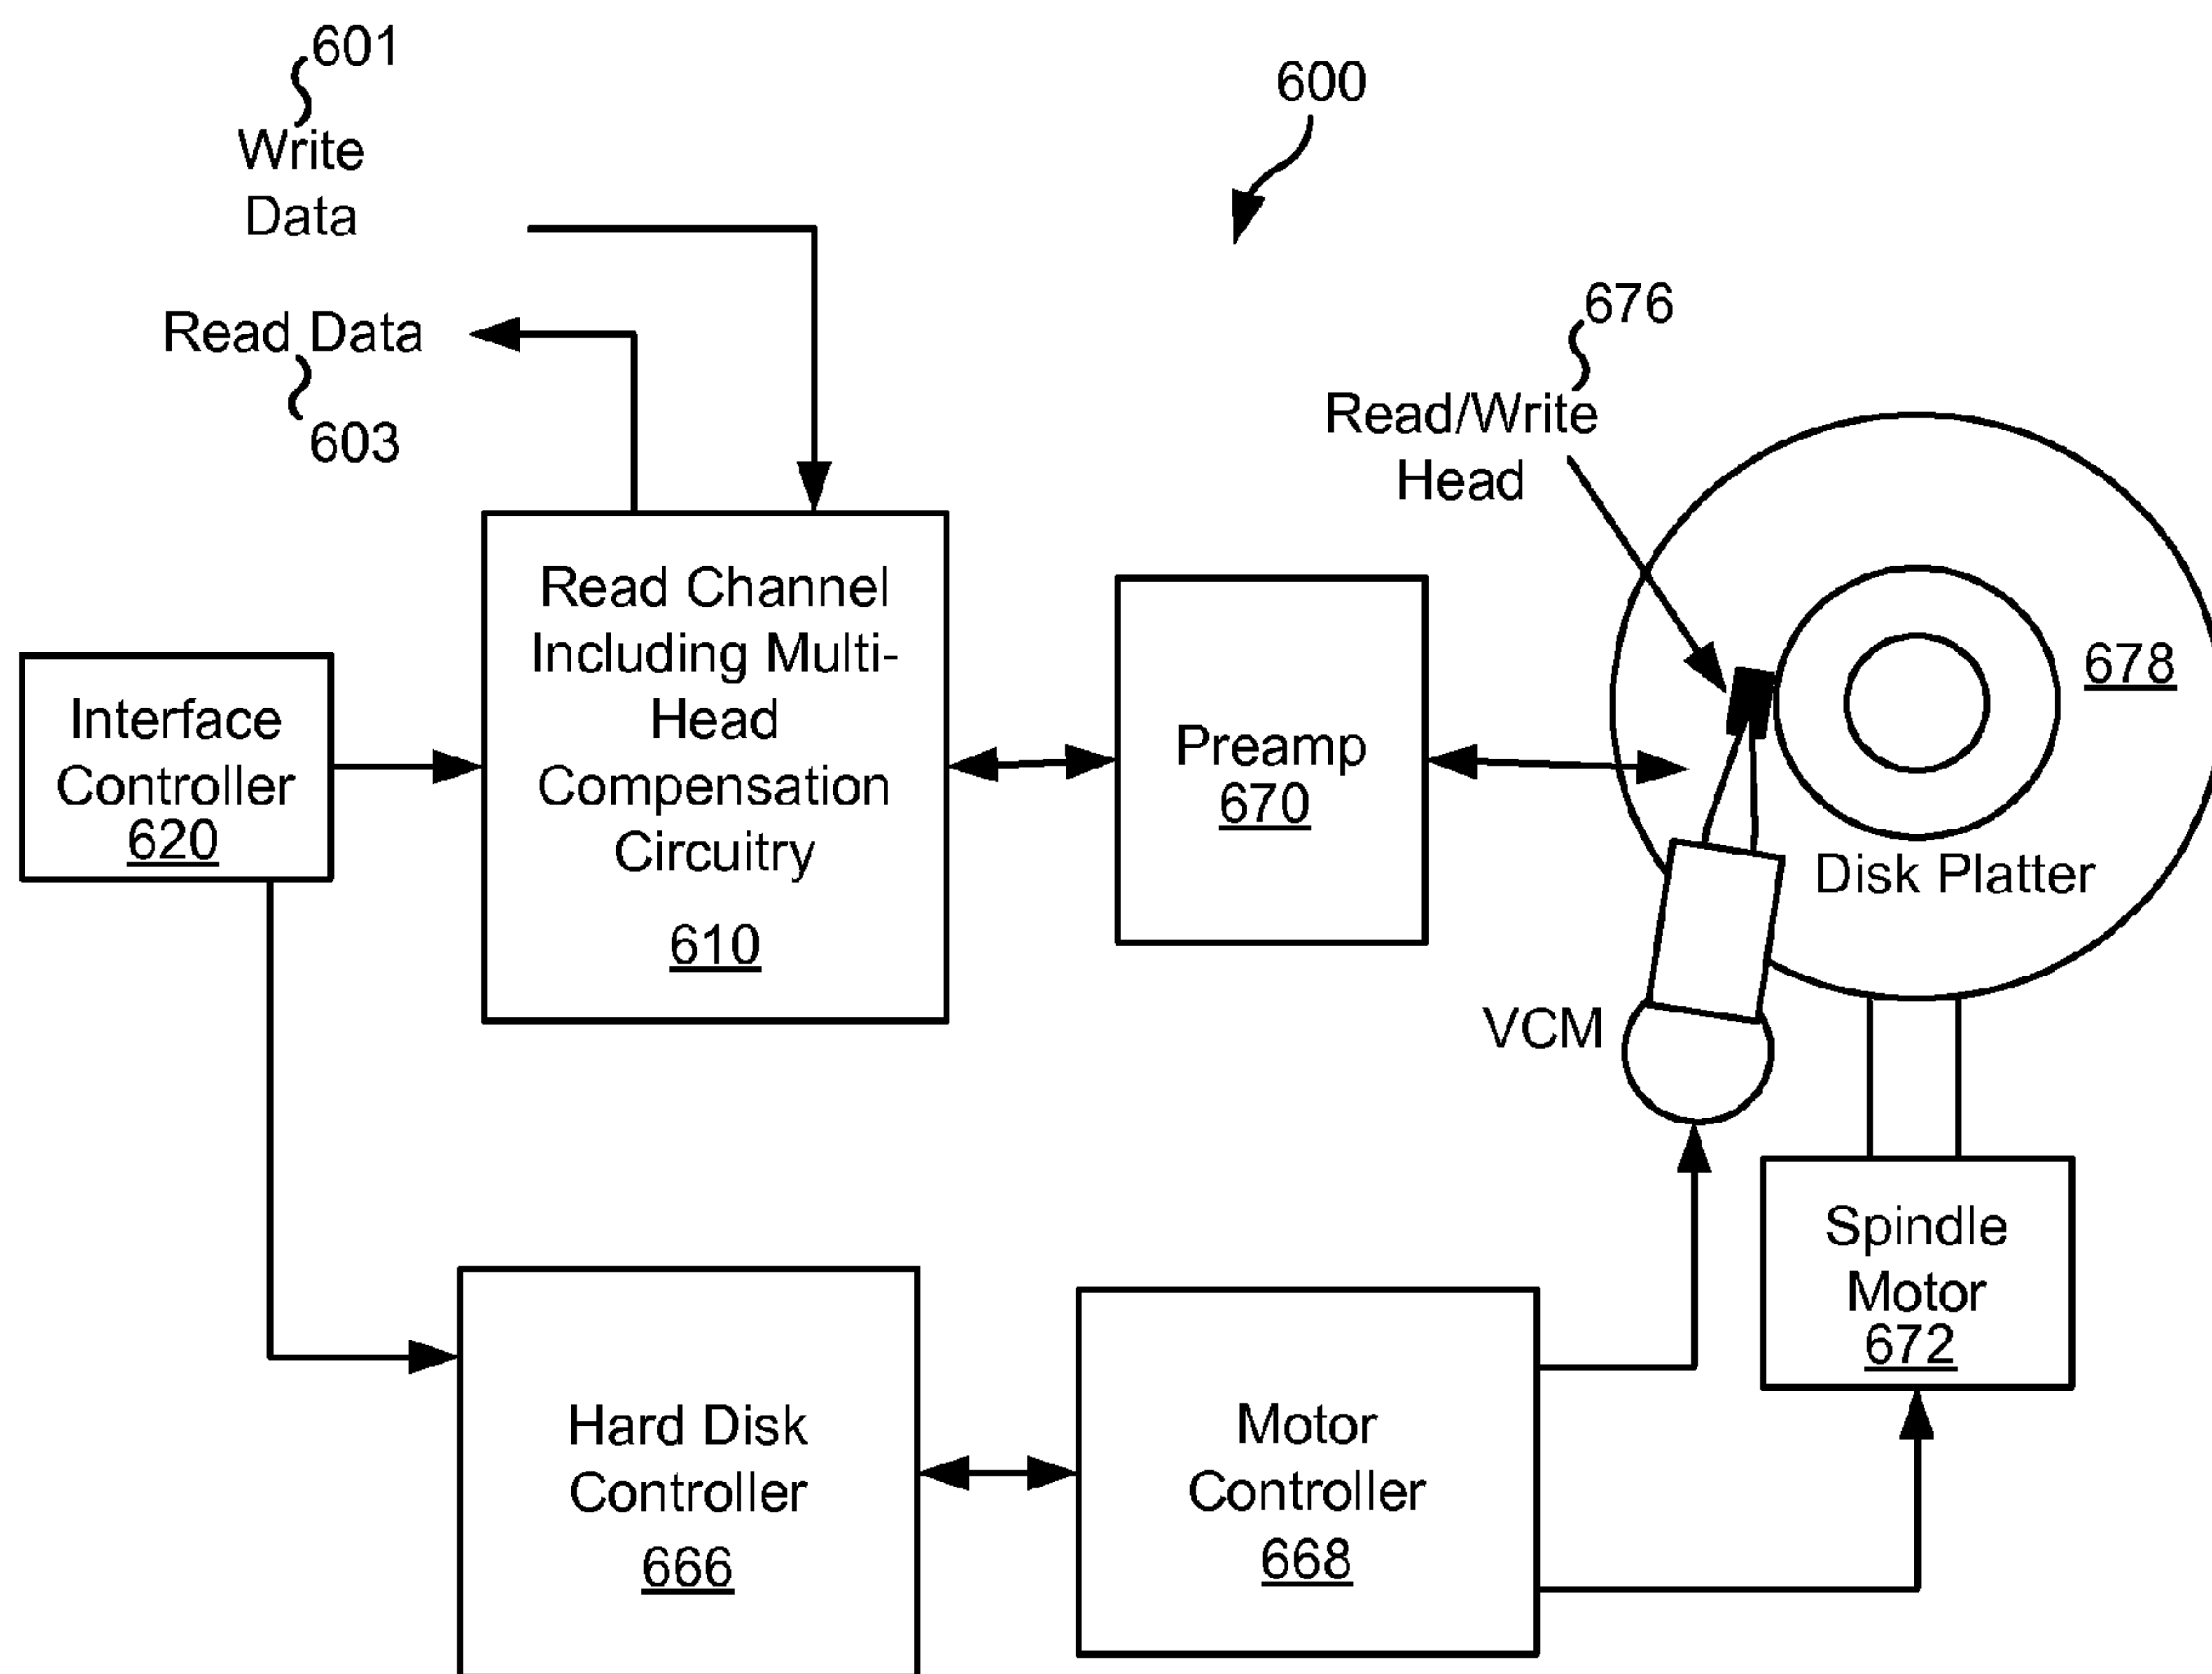 601
Write
Data
600
Read Data
603
676
Read/Write
Head
Read Channel
Including Multi-
Head
Compensation
Circuitry
610
Interface
Controller
620
Preamp
670
678
Disk Platter
VCM
Spindle
Motor
672
Hard Disk
Controller
666
Motor
Controller
668